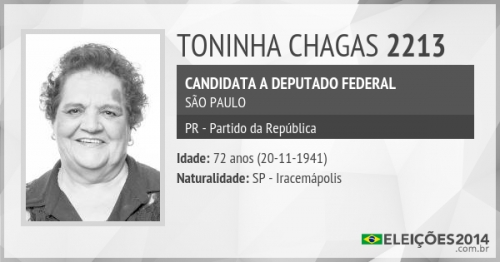 TONINHA CHAGAS 2213
CANDIDATA A DEPUTADO FEDERAL
SÃO PAULO
PR - Partido da República
Idade: 72 anos (20-11-1941)
Naturalidade: SP - Iracemápolis
ELEIÇÕES2014
.com.br